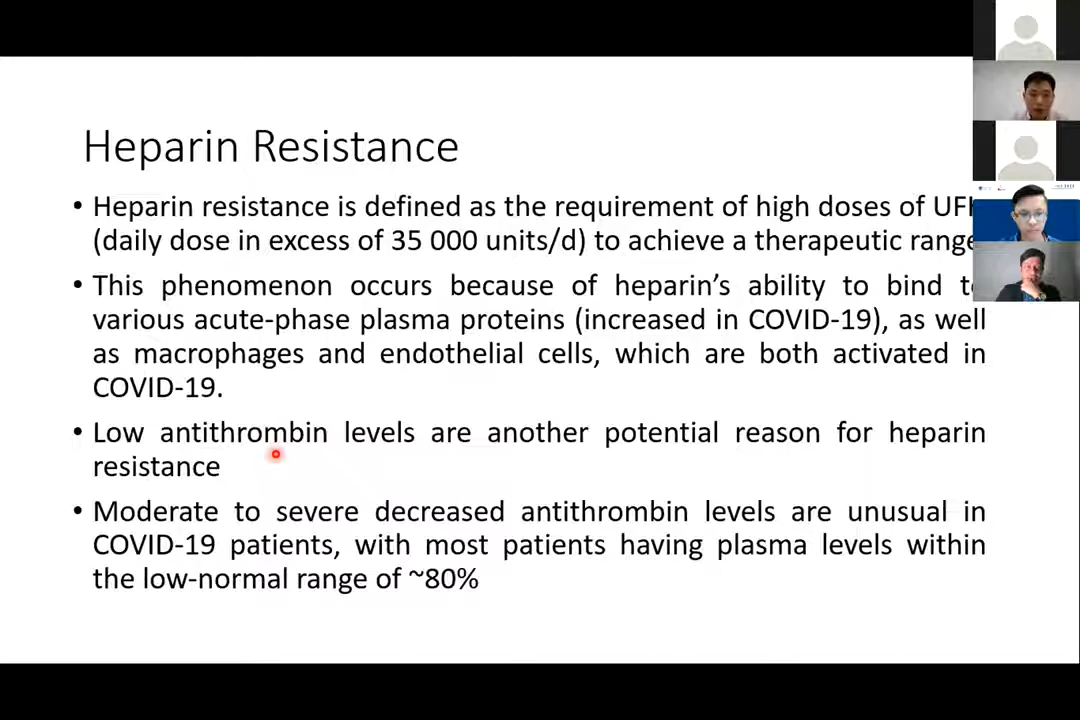 Heparin Resistance
• Heparin resistance is defined as the requirement of high doses of
(daily dose in excess of 35 000 units/d) to achieve a therapeutic range
• This phenomenon occurs because of heparin’s ability to bind
various acute-phase plasma proteins (increased in COVID-19), as well
as macrophages and endothelial cells, which are both activated in
COVID-19.
• Low antithrombin levels are another potential reason for heparin
resistance
• Moderate to severe decreased antithrombin levels are unusual in
COVID-19 patients, with most patients having plasma levels within
the low-normal range of ~80%